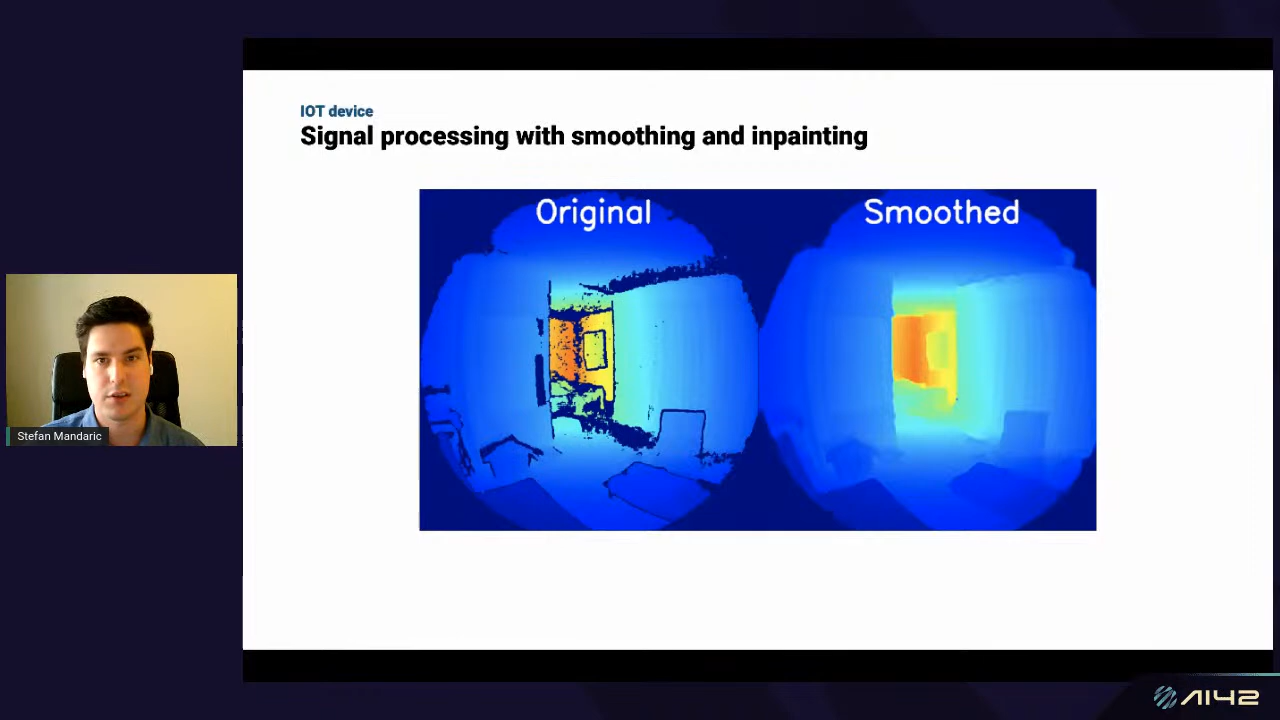 IOT device
Signal processing with smoothing and inpainting
Original
Smoothed
Stefan Mandaric
AI42